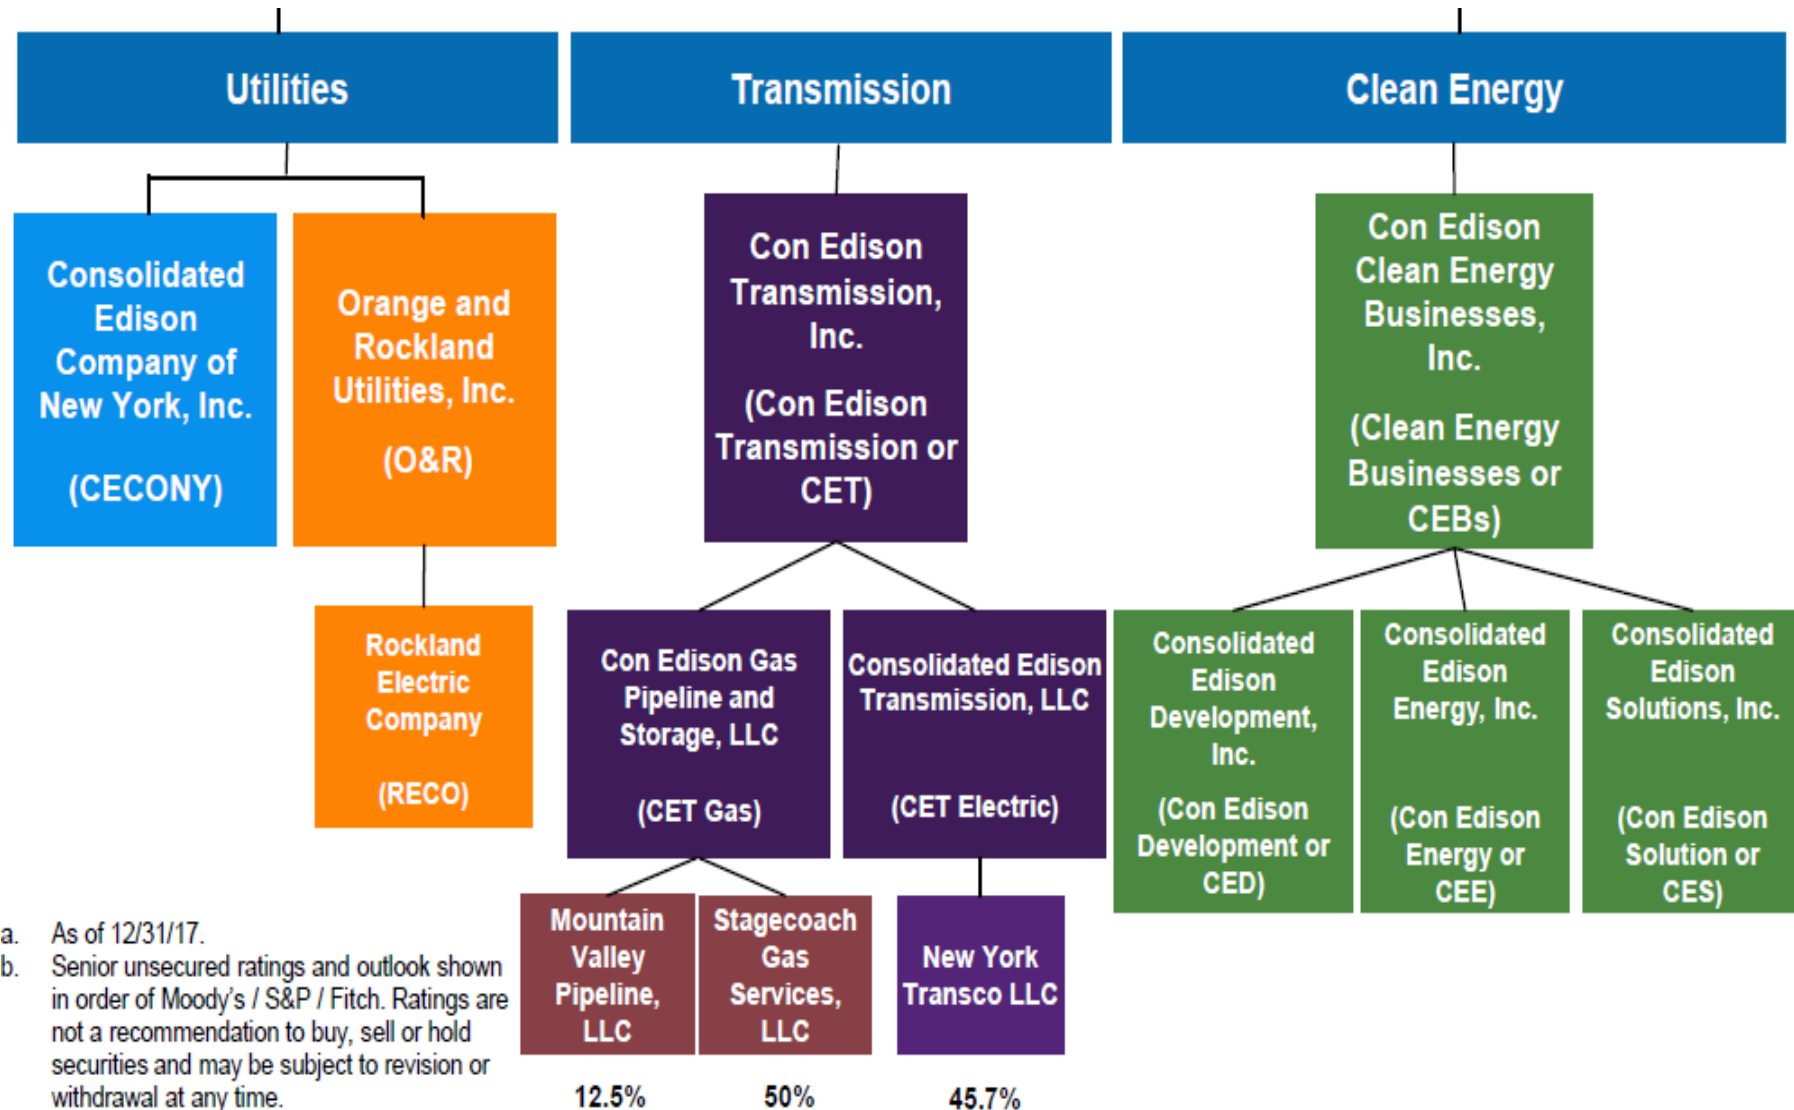 Utilities
Transmission
Clean Energy
Consolidated
Edison
Company of
New York, Inc.
(CECONY)
Orange and
Rockland
Utilities, Inc.
(O&R)
Con Edison
Transmission,
Inc.
(Con Edison
Transmission or
CET)
Con Edison
Clean Energy
Businesses,
Inc.
(Clean Energy
Businesses or
CEBs)
Rockland
Electric
Company
(RECO)
Con Edison Gas
Pipeline and
Storage, LLC
(CET Gas)
Consolidated Edison
Transmission, LLC
(CET Electric)
Consolidated
Edison
Development,
Inc.
(Con Edison
Development or
CED)
Consolidated
Edison
Energy, Inc.
(Con Edison
Energy or
CEE)
Consolidated
Edison
Solutions, Inc.
(Con Edison
Solution or
CES)
Mountain
Valley
Pipeline,
LLC
12.5%
Stagecoach
Gas
Services,
LLC
50%
New York
Transco LLC
45.7%
a. As of 12/31/17.
b. Senior unsecured ratings and outlook shown
in order of Moody's / S&P / Fitch. Ratings are
not a recommendation to buy, sell or hold
securities and may be subject to revision or
withdrawal at any time.